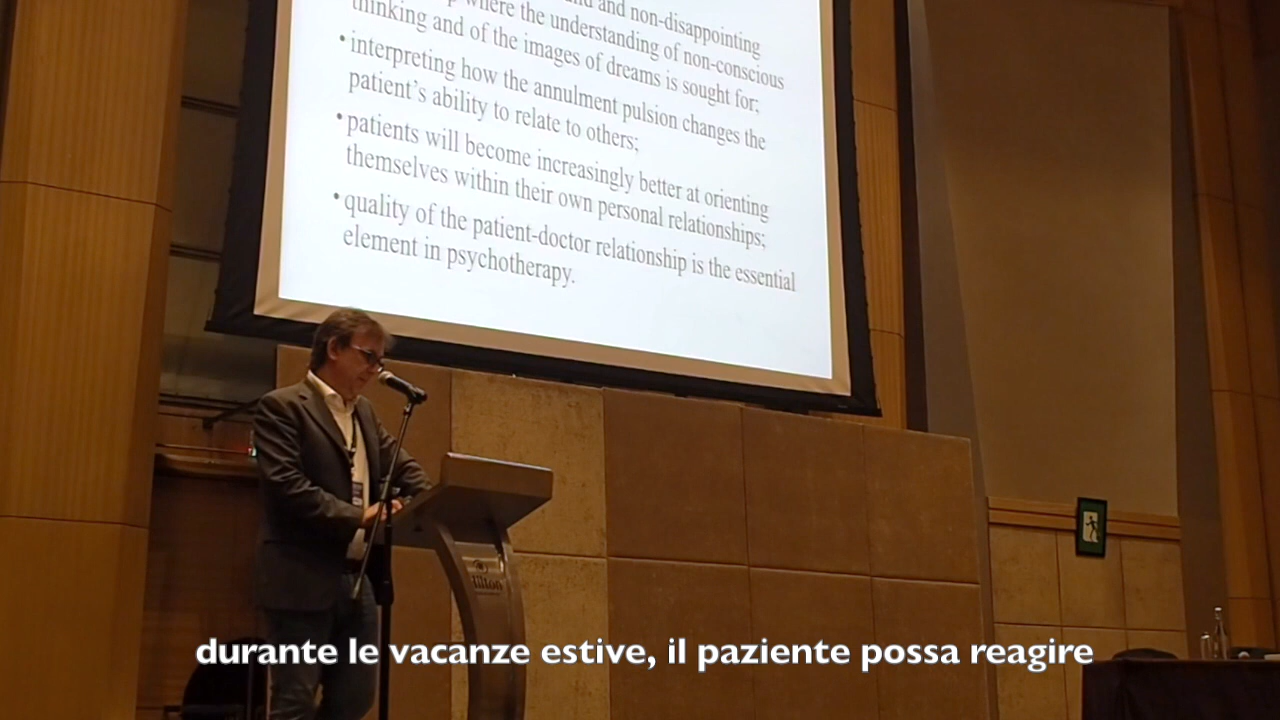 and non-disappointing
where the understanding of non-conscious
thinking and of the images of dreams is sought for;
• interpreting how the annulment pulsion changes the
patient's ability to relate to others;
• patients will become increasingly better at orienting
themselves within their own personal relationships;
• quality of the patient-doctor relationship is the essential
element in psychotherapy.
Hilton
durante le vacanze estive, il paziente possa reagire